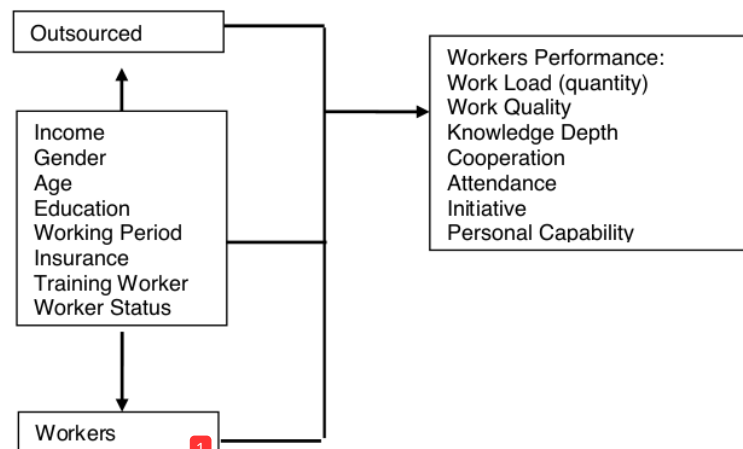 Outsourced
Income
Gender
Age
Education
Working Period
Insurance
Training Worker
Worker Status
Workers
1
Workers Performance:
Work Load (quantity)
Work Quality
Knowledge Depth
Cooperation
Attendance
Initiative
Personal Capability